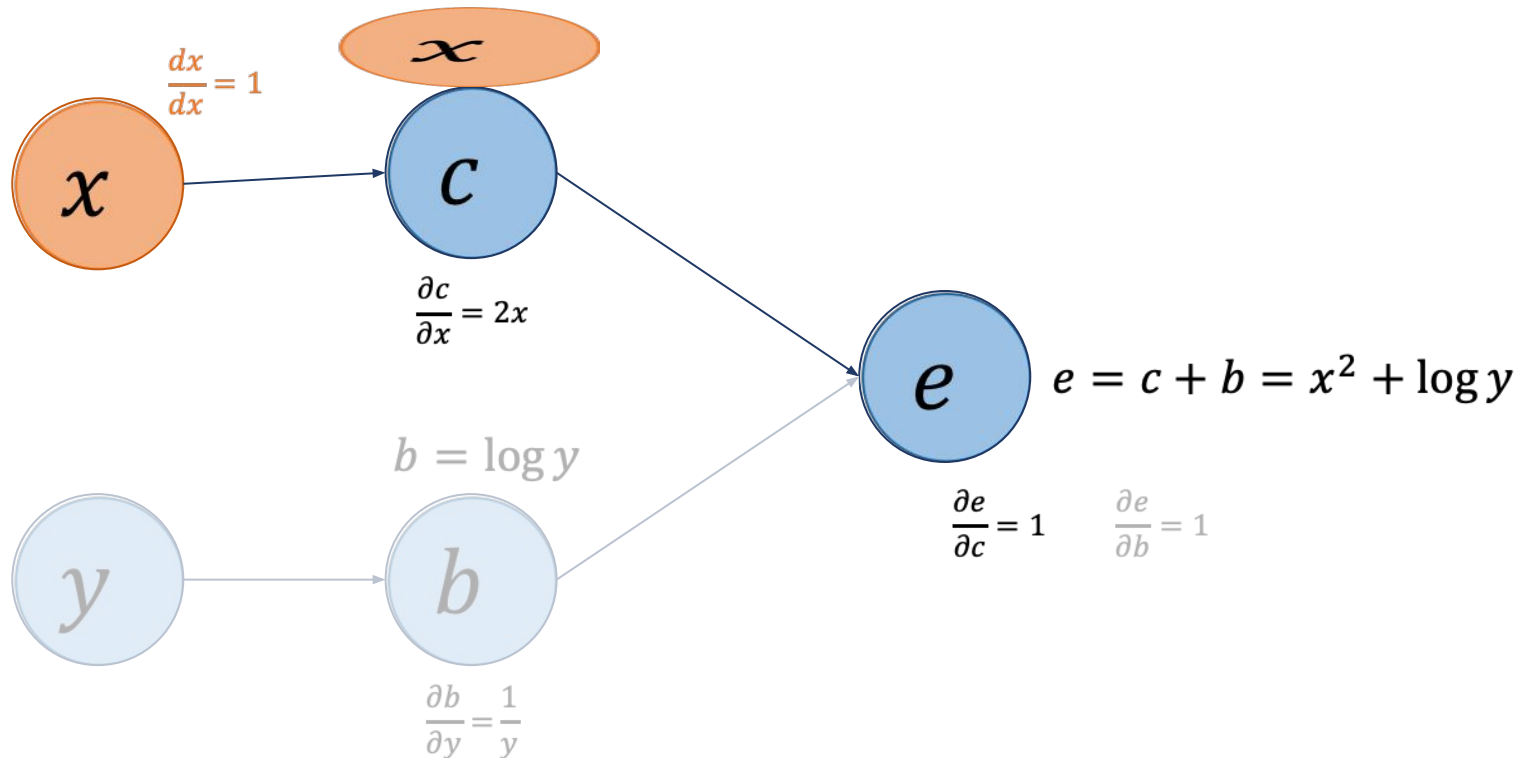 dx/dx = 1
x
x
c
∂c/∂x = 2x
e
e = c + b = x² + log y
∂e/∂c = 1
∂e/∂b = 1
b = log y
y
b
∂b/∂y = 1/y